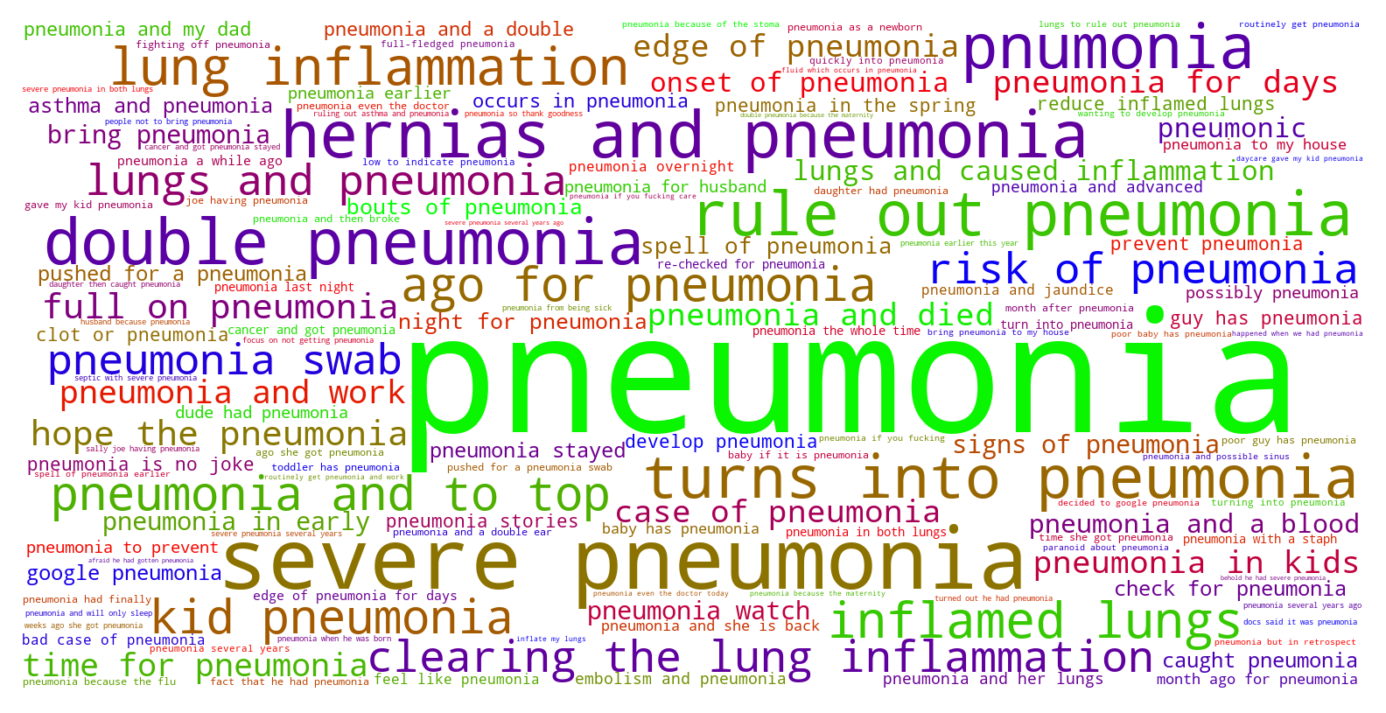 pneumonia and my dad
pneumonia and a double
pneumonia because of the stoma
pneumonia as a newborn
lungs to rule out pneumonia
routinely get pneumonia
fighting off pneumonia
full-fledged pneumonia
edge of pneumonia
pnumonia
lung inflammation
quickly into pneumonia
fluid which occurs in pneumonia
onset of pneumonia
pneumonia for days
severe pneumonia in both lungs
pneumonia earlier
occurs in pneumonia
pneumonia in the spring
reduce inflamed lungs
asthma and pneumonia
pneumonia even the doctor
ruling out asthma and pneumonia
pneumonia so thank goodness
double pneumonia because the maternity
wanting to develop pneumonia
people not to bring pneumonia
bring pneumonia
hernias and pneumonia
pneumonic
cancer and got pneumonia stayed
pneumonia to my house
pneumonia a while ago
low to indicate pneumonia
pneumonia overnight
lungs and caused inflammation
daycare gave my kid pneumonia
lungs and pneumonia
pneumonia for husband
daughter had pneumonia
pneumonia and advanced
gave my kid pneumonia
joe having pneumonia
bouts of pneumonia
pneumonia if you fucking care
rule out pneumonia
pneumonia and then broke
severe pneumonia several years ago
double pneumonia
spell of pneumonia
pneumonia earlier this year
prevent pneumonia
pushed for a pneumonia
re-checked for pneumonia
risk of pneumonia
daughter then caught pneumonia
pneumonia last night
ago for pneumonia
pneumonia and jaundice
possibly pneumonia
full on pneumonia
pneumonia from being sick
pneumonia and died
month after pneumonia
husband because pneumonia
night for pneumonia
turn into pneumonia
guy has pneumonia
clot or pneumonia
cancer and got pneumonia
focus on not getting pneumonia
pneumonia the whole time
bring pneumonia to my house
poor baby has pneumonia
happened when we had pneumonia
pneumonia swab
pneumonia
septic with severe pneumonia
pneumonia and work
dude had pneumonia
hope the pneumonia
sally joe having pneumonia
ago she got pneumonia
pneumonia stayed
develop pneumonia
pneumonia if you fucking
signs of pneumonia
poor guy has pneumonia
pneumonia is no joke
toddler has pneumonia
pushed for a pneumonia swab
baby if it is pneumonia
pneumonia and possible sinus
spell of pneumonia earlier
routinely get pneumonia and work
turns into pneumonia
pneumonia and to top
decided to google pneumonia
turning into pneumonia
pneumonia in early
pneumonia stories
case of pneumonia
pneumonia and a blood
severe pneumonia several years
pneumonia and a double ear
baby has pneumonia
pneumonia in both lungs
time she got pneumonia
pneumonia with a staph
pneumonia to prevent
severe pneumonia
paranoid about pneumonia
afraid he had gotten pneumonia
pneumonia in kids
google pneumonia
behold he had severe pneumonia
check for pneumonia
pneumonia had finally
edge of pneumonia for days
pneumonia even the doctor today
pneumonia because the maternity
turned out he had pneumonia
pneumonia and will only sleep
kid pneumonia
pneumonia watch
inflamed lungs
pneumonia several years ago
weeks ago she got pneumonia
pneumonia and she is back
docs said it was pneumonia
bad case of pneumonia
pneumonia when he was born
inflate my lungs
pneumonia but in retrospect
pneumonia several years
time for pneumonia
clearing the lung inflammation
caught pneumonia
pneumonia because the flu
fact that he had pneumonia
feel like pneumonia
embolism and pneumonia
pneumonia and her lungs
month ago for pneumonia